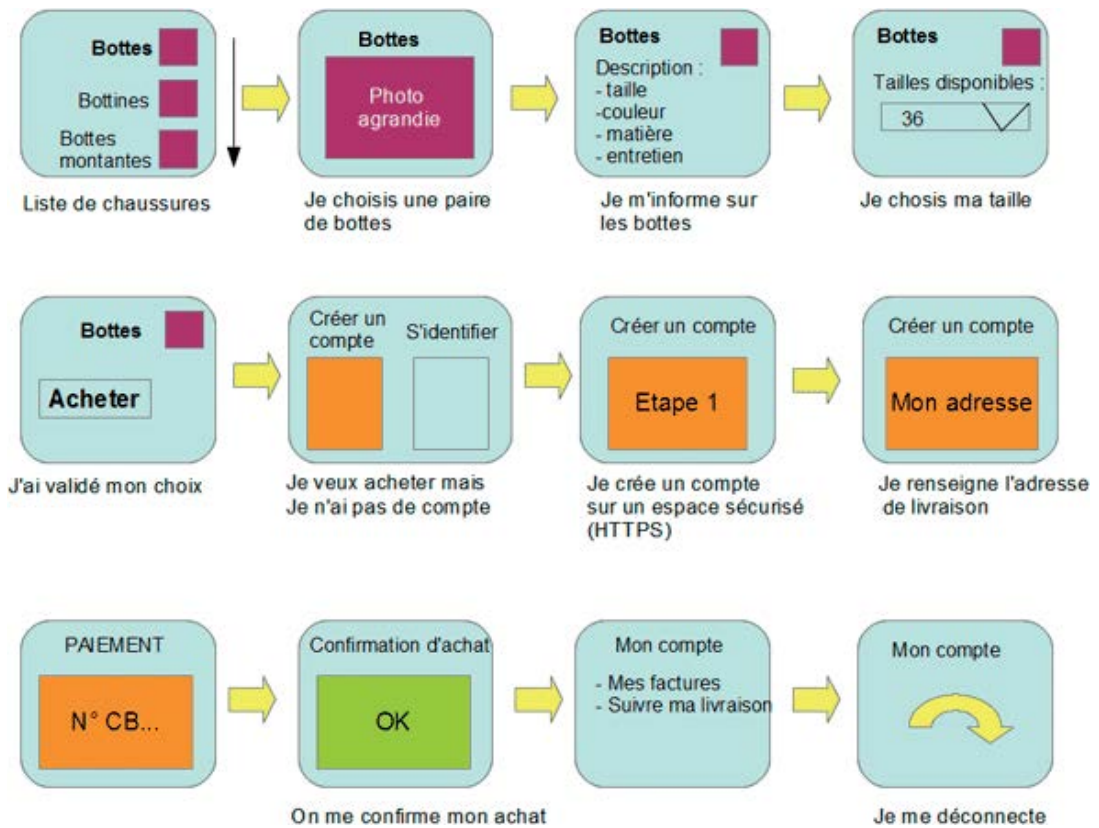 Bottes
Bottines
Bottes
montantes
Liste de chaussures
Bottes
Photo
agrandie
Je choisis une paire
de bottes
Bottes
Description :
- taille
-couleur
- matière
- entretien
Je m'informe sur
les bottes
Bottes
Tailles disponibles :
36
Je chosis ma taille
Bottes
Acheter
J'ai validé mon choix
Créer un
compte
S'identifier
Je veux acheter mais
Je n'ai pas de compte
Créer un compte
Etape 1
Je crée un compte
sur un espace sécurisé
(HTTPS)
Créer un compte
Mon adresse
Je renseigne l'adresse
de livraison
PAIEMENT
N° CB...
Confirmation d'achat
OK
On me confirme mon achat
Mon compte
- Mes factures
- Suivre ma livraison
Mon compte
Je me déconnecte